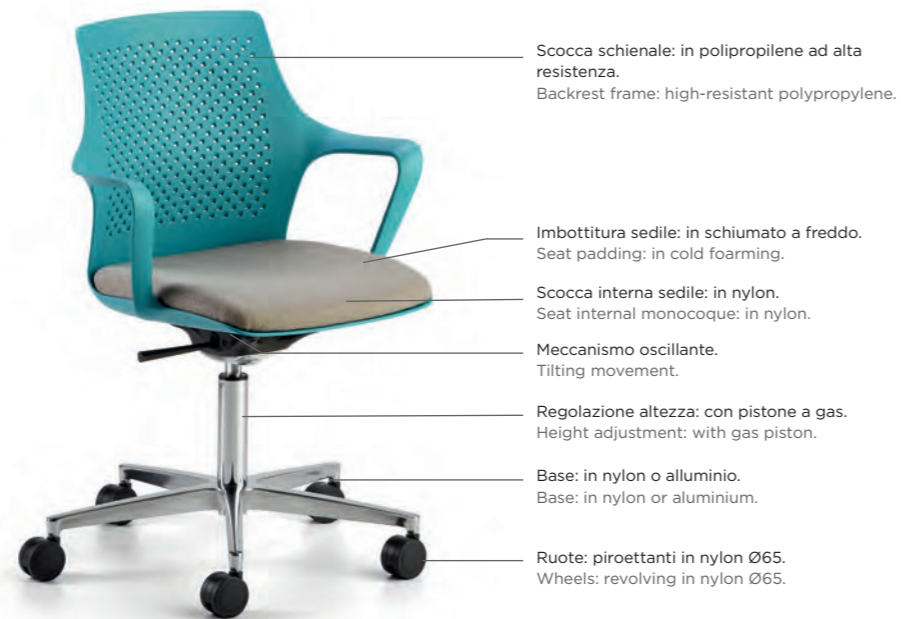 Scocca schienale: in polipropilene ad alta
resistenza.
Backrest frame: high-resistant polypropylene.
Imbottitura sedile: in schiumato a freddo.
Seat padding: in cold foarming.
Scocca interna sedile: in nylon.
Seat internal monocoque: in nylon.
Meccanismo oscillante.
Tilting movement.
Regolazione altezza: con pistone a gas.
Height adjustment: with gas piston.
Base: in nylon o alluminio.
Base: in nylon or aluminium.
Ruote: piroettanti in nylon Ø65.
Wheels: revolving in nylon Ø65.